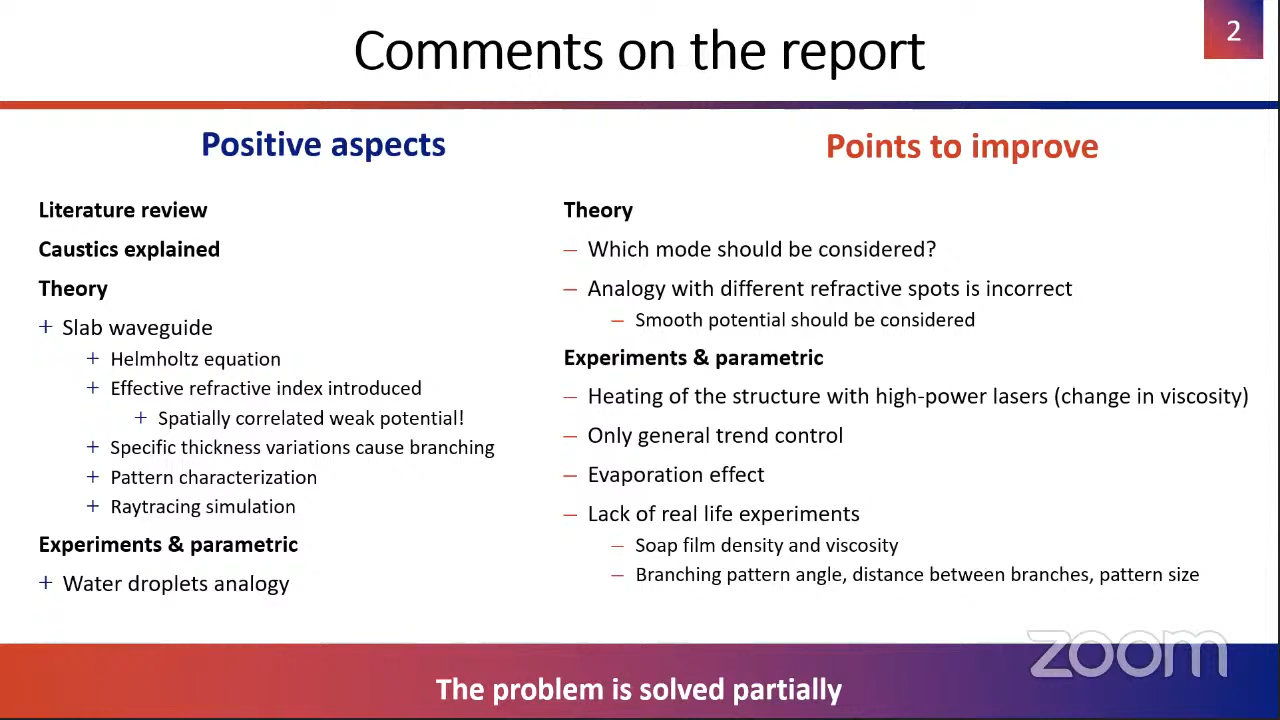 Comments on the report
2
Positive aspects
Literature review
Caustics explained
Theory
+ Slab waveguide
+ Helmholtz equation
+ Effective refractive index introduced
+ Spatially correlated weak potential!
+ Specific thickness variations cause branching
+ Pattern characterization
+ Raytracing simulation
Experiments & parametric
+ Water droplets analogy
Points to improve
Theory
– Which mode should be considered?
– Analogy with different refractive spots is incorrect
– Smooth potential should be considered
Experiments & parametric
– Heating of the structure with high-power lasers (change in viscosity)
– Only general trend control
– Evaporation effect
– Lack of real life experiments
– Soap film density and viscosity
– Branching pattern angle, distance between branches, pattern size
The problem is solved partially
zoom